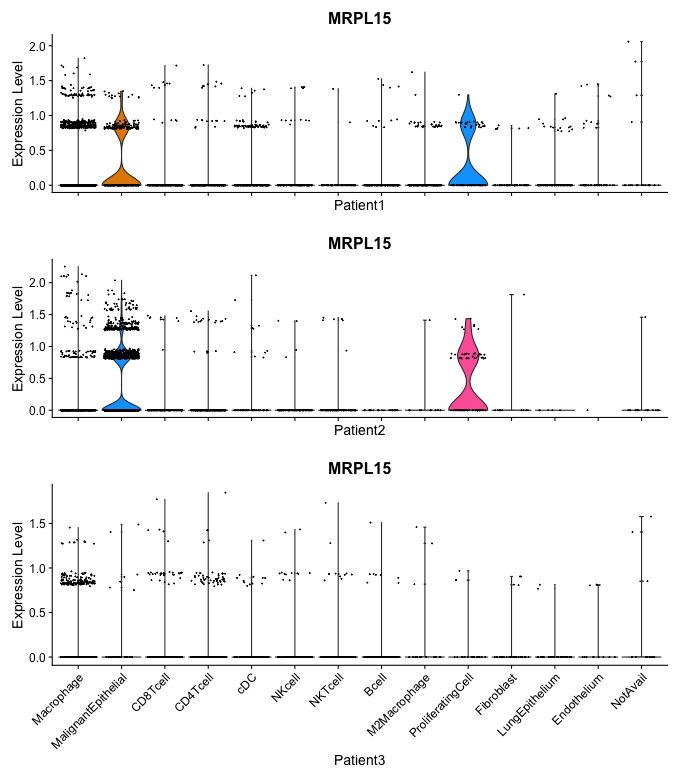 MRPL15
Expression Level
2.0
1.5
1.0
0.5
0.0
Patient1
MRPL15
Expression Level
2.0
1.5
1.0
0.5
0.0
Patient2
MRPL15
Expression Level
1.5
1.0
0.5
0.0
Macrophage
MalignantEpithelial
CD8Tcell
CD4Tcell
cDC
NKcell
NKTcell
Bcell
M2Macrophage
ProliferatingCell
Fibroblast
LungEpithelium
Endothelium
NotAvail
Patient3